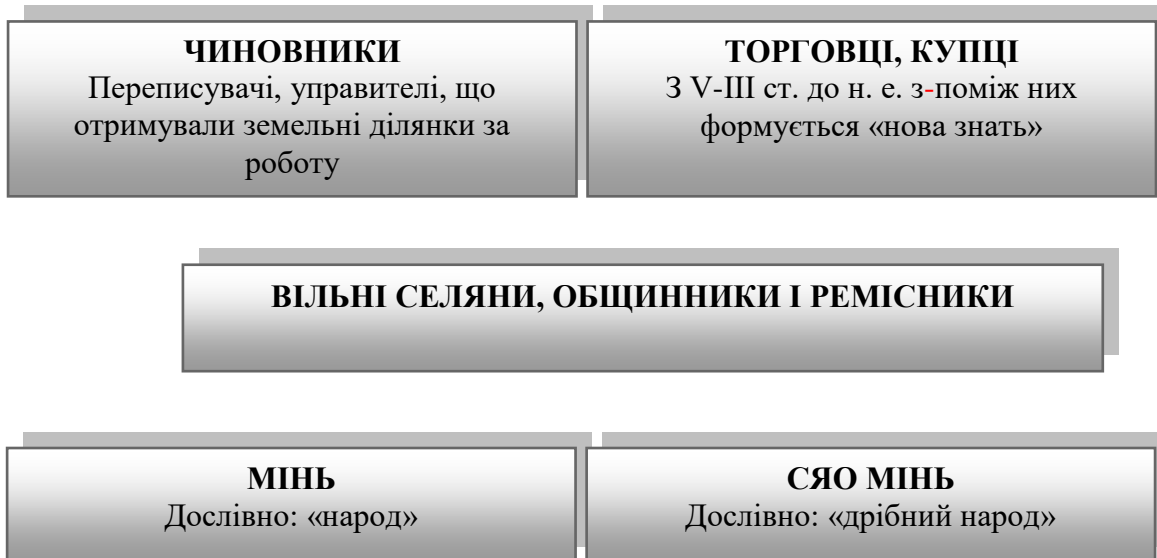 ЧИНОВНИКИ
Переписувачі, управителі, що
отримували земельні ділянки за
роботу
ТОРГОВЦІ, КУПЦІ
З V-III ст. до н. е. з-поміж них
формується «нова знать»
ВІЛЬНІ СЕЛЯНИ, ОБЩИННИКИ І РЕМІСНИКИ
МІНЬ
Дослівно: «народ»
СЯО МІНЬ
Дослівно: «дрібний народ»